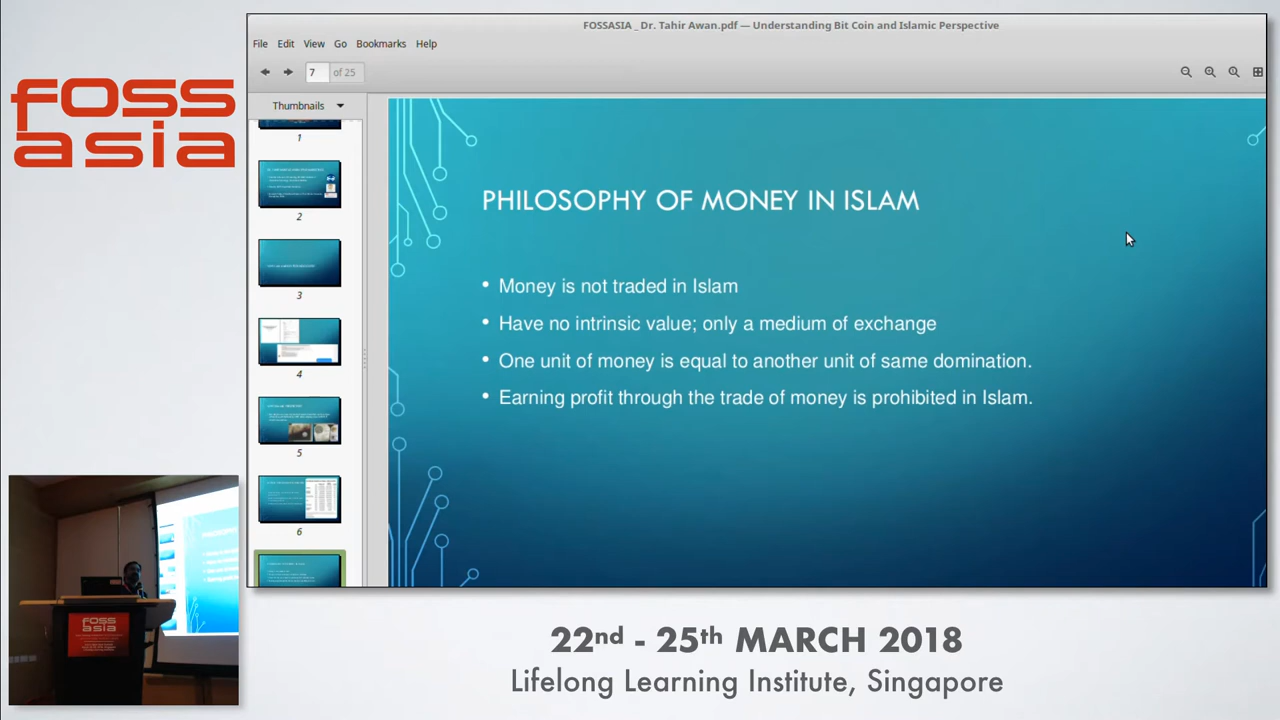 FOSS
asia
FOSSASIA _ Dr. Tahir Awan.pdf — Understanding Bit Coin and Islamic Perspective
File Edit View Go Bookmarks Help
7 of 25
Thumbnails
1
2
3
4
5
6
PHILOSOPHY OF MONEY IN ISLAM
• Money is not traded in Islam
• Have no intrinsic value; only a medium of exchange
• One unit of money is equal to another unit of same domination.
• Earning profit through the trade of money is prohibited in Islam.
FOSS
asia
22nd - 25th MARCH 2018
Lifelong Learning Institute, Singapore